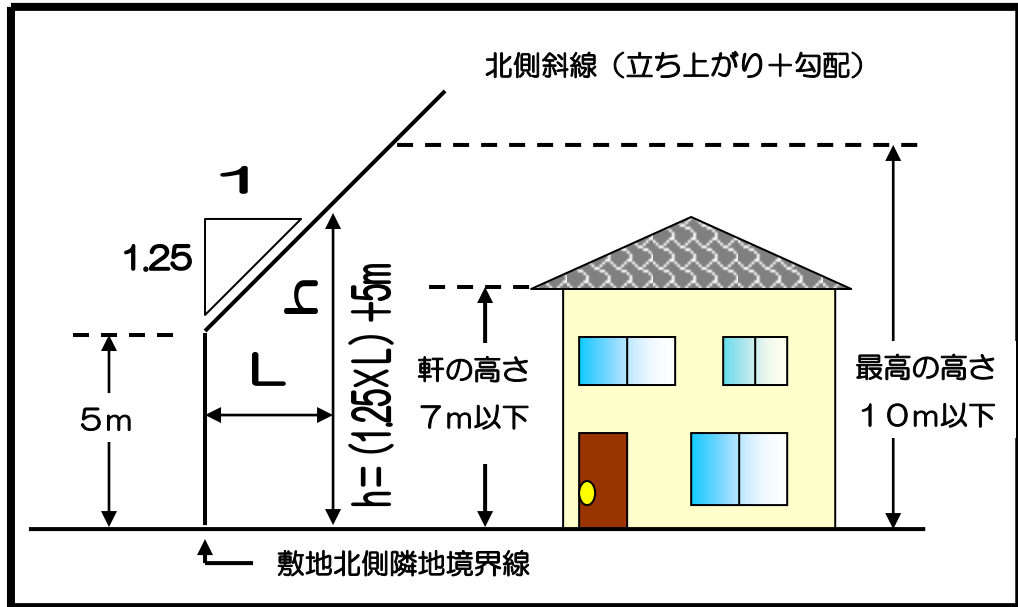 北側斜線（立ち上がり＋勾配）
1
1.25
h
L
h=(1.25×L)+5m
5m
軒の高さ
7m以下
最高の高さ
10m以下
敷地北側隣地境界線